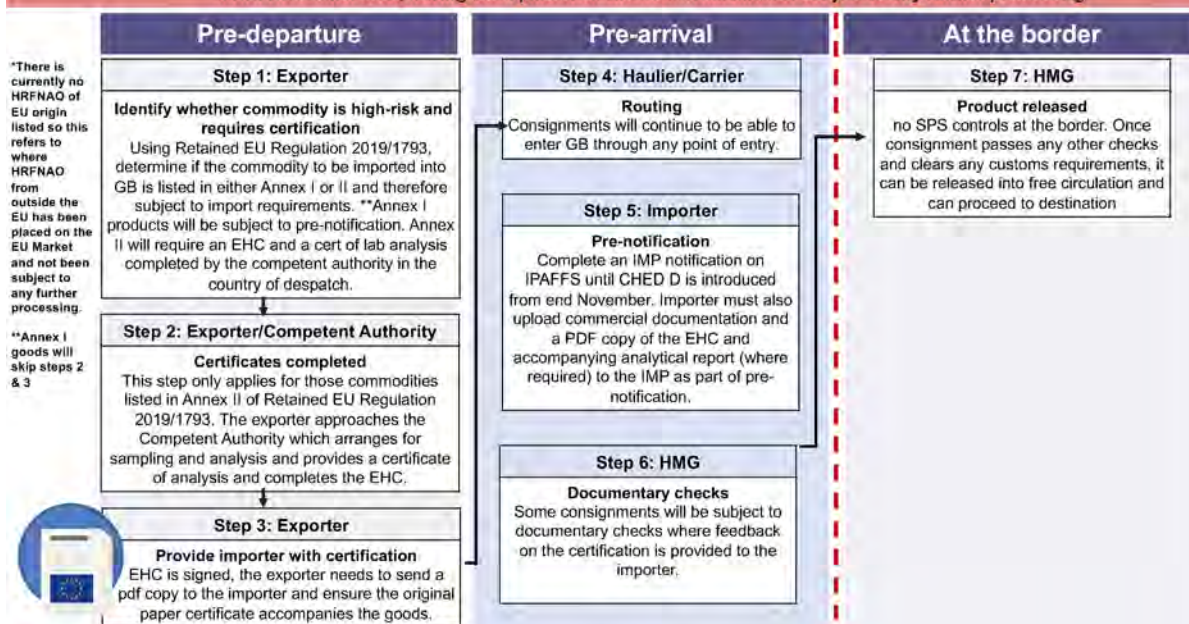 Pre-departure
Pre-arrival
At the border
*There is
currently no
HRFNAO of
EU origin
listed so this
refers to
where
HRFNAO
from
outside the
EU has been
placed on the
EU Market
and not been
subject to
any further
processing.
**Annex I
goods will
skip steps 2
& 3
Step 1: Exporter
Identify whether commodity is high-risk and
requires certification
Using Retained EU Regulation 2019/1793,
determine if the commodity to be imported into
GB is listed in either Annex I or II and therefore
subject to import requirements. **Annex I
products will be subject to pre-notification. Annex
II will require an EHC and a cert of lab analysis
completed by the competent authority in the
country of despatch.
Step 2: Exporter/Competent Authority
Certificates completed
This step only applies for those commodities
listed in Annex II of Retained EU Regulation
2019/1793. The exporter approaches the
Competent Authority which arranges for
sampling and analysis and provides a certificate
of analysis and completes the EHC.
Step 3: Exporter
Provide importer with certification
EHC is signed, the exporter needs to send a
pdf copy to the importer and ensure the original
paper certificate accompanies the goods.
Step 4: Haulier/Carrier
Routing
Consignments will continue to be able to
enter GB through any point of entry.
Step 5: Importer
Pre-notification
Complete an IMP notification on
IPAFFS until CHED D is introduced
from end November. Importer must also
upload commercial documentation and
a PDF copy of the EHC and
accompanying analytical report (where
required) to the IMP as part of pre-
notification.
Step 6: HMG
Documentary checks
Some consignments will be subject to
documentary checks where feedback
on the certification is provided to the
importer.
Step 7: HMG
Product released
no SPS controls at the border. Once
consignment passes any other checks
and clears any customs requirements, it
can be released into free circulation and
can proceed to destination